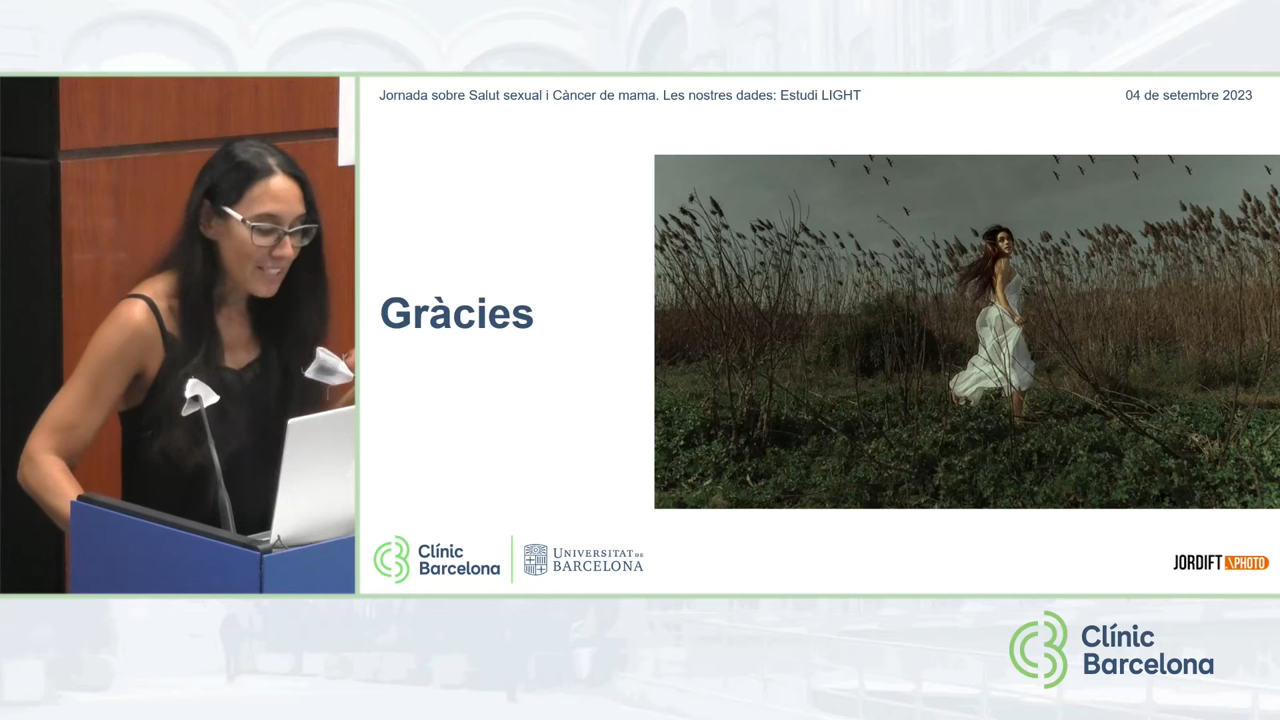 Jornada sobre Salut sexual i Càncer de mama. Les nostres dades: Estudi LIGHT
04 de setembre 2023
Gràcies
Clínic
Barcelona
UNIVERSITAT DE
BARCELONA
JORDIFT \PHOTO
Clínic
Barcelona